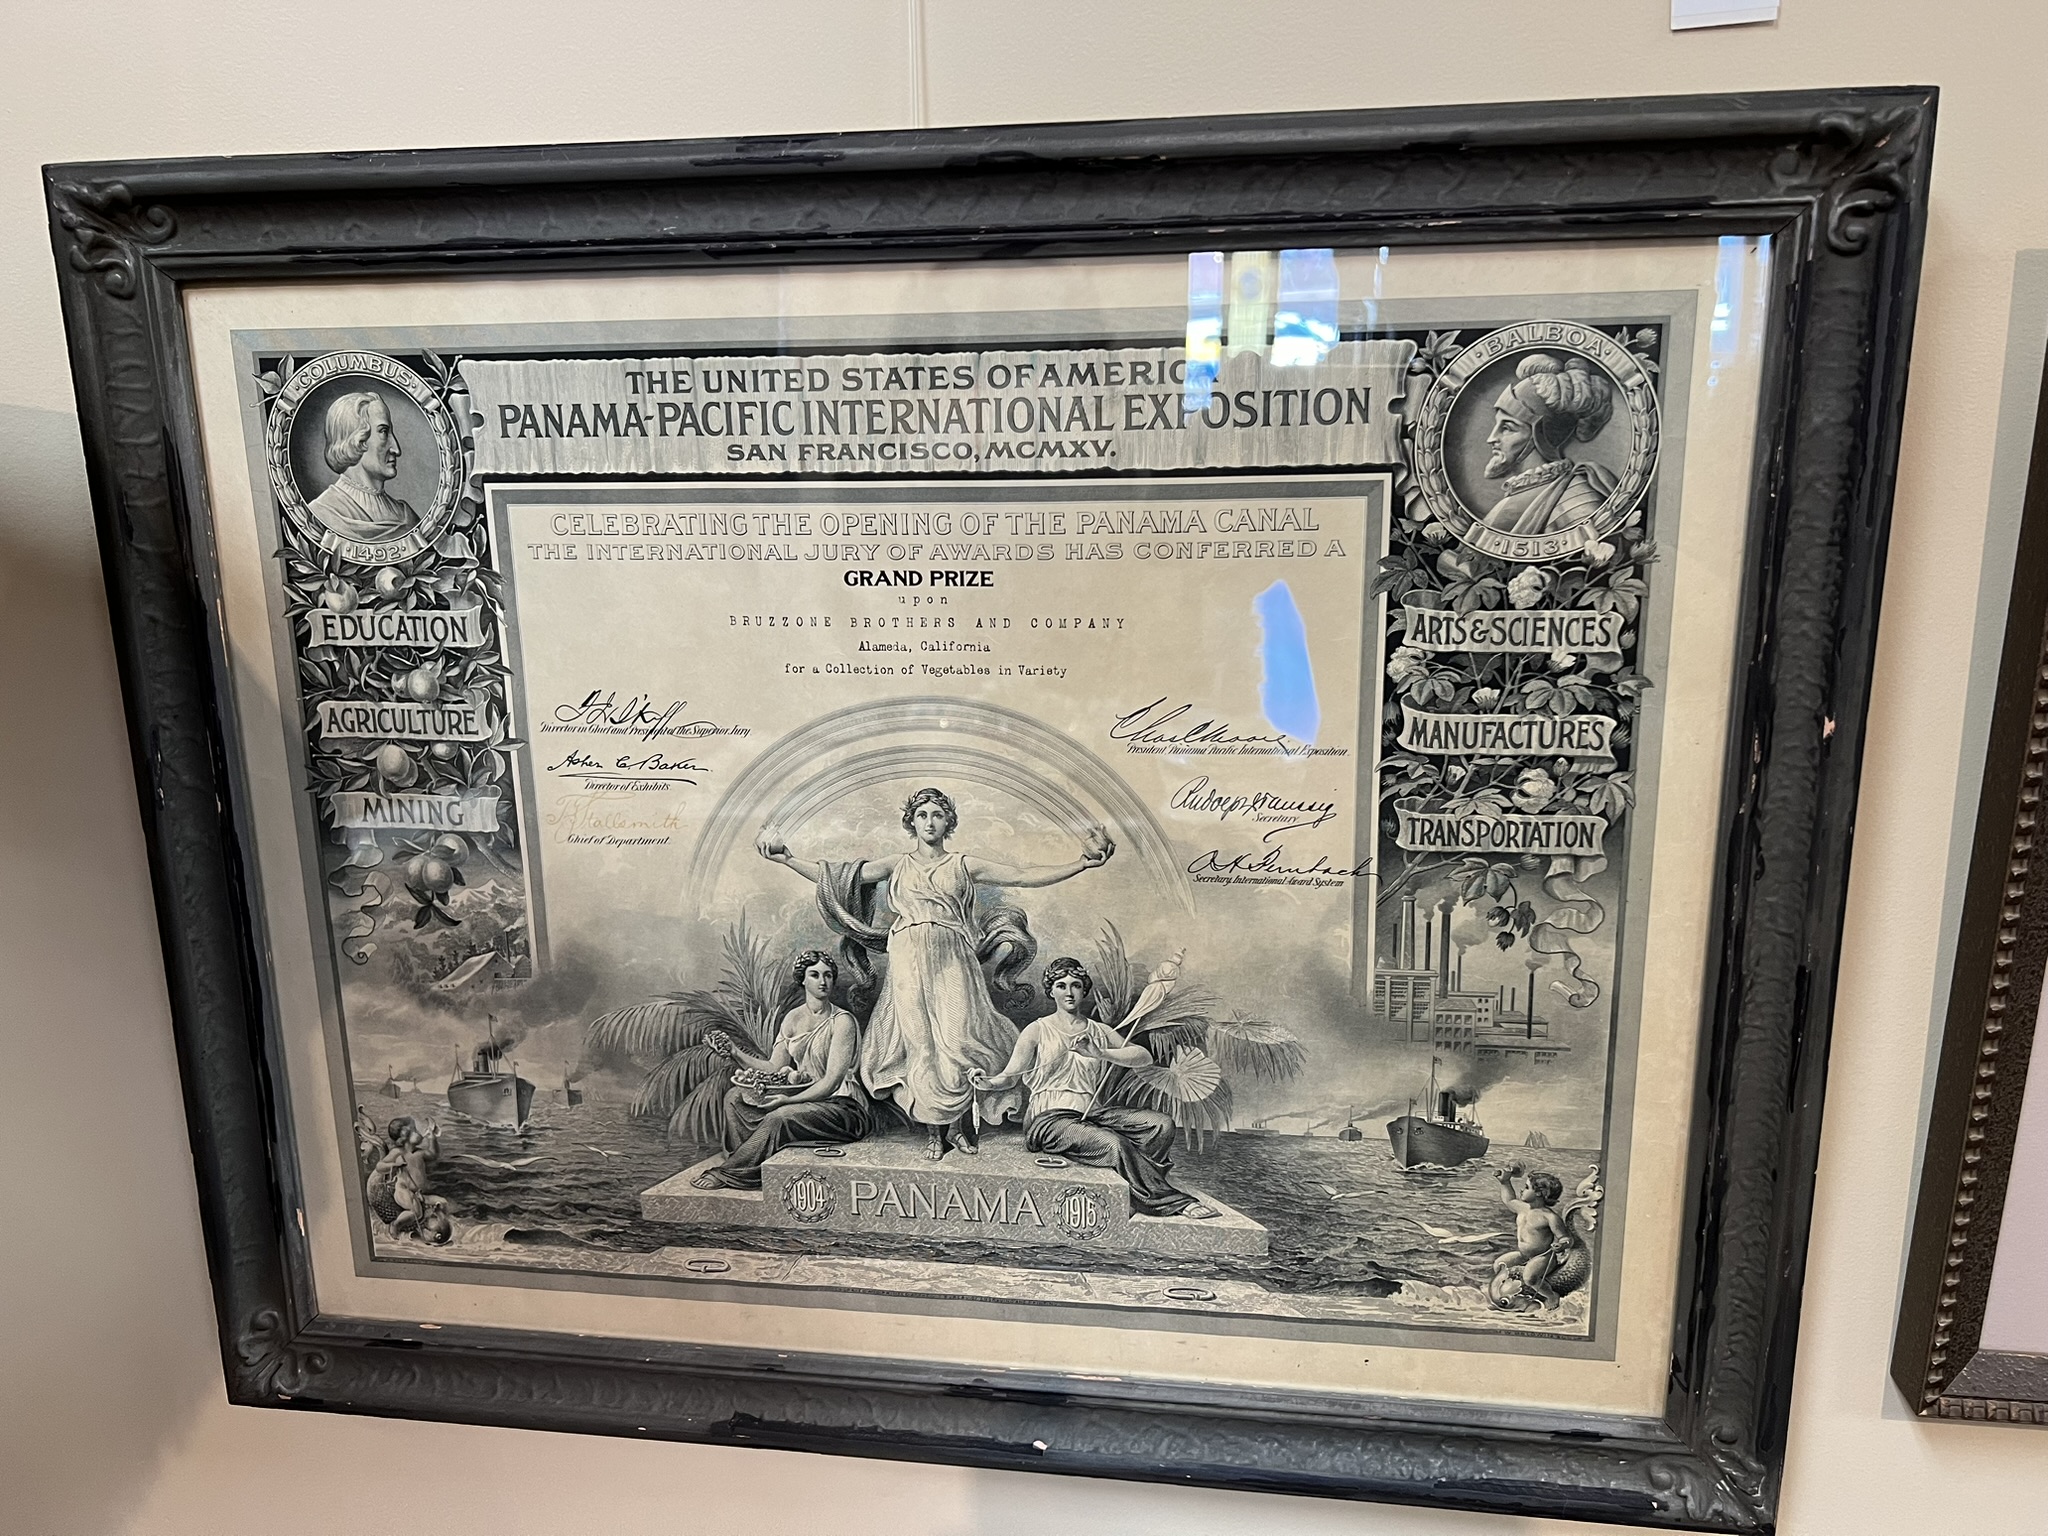 COLUMBUS
1492
THE UNITED STATES OF AMERICA
PANAMA-PACIFIC INTERNATIONAL EXPOSITION
SAN FRANCISCO, MCMXV.
BALBOA
1513
CELEBRATING THE OPENING OF THE PANAMA CANAL
THE INTERNATIONAL JURY OF AWARDS HAS CONFERRED A
GRAND PRIZE
upon
BRUZZONE BROTHERS AND COMPANY
Alameda, California
for a Collection of Vegetables in Variety
EDUCATION
AGRICULTURE
MINING
ARTS & SCIENCES
MANUFACTURES
TRANSPORTATION
Director in Chief and President of the Superior Jury.
Asher C. Baker
Director of Exhibits.
Chief of Department.
Chas C Moore
President Panama Pacific International Exposition.
Rudolph Taussig
Secretary.
Secretary, International Award System
1904 PANAMA 1915